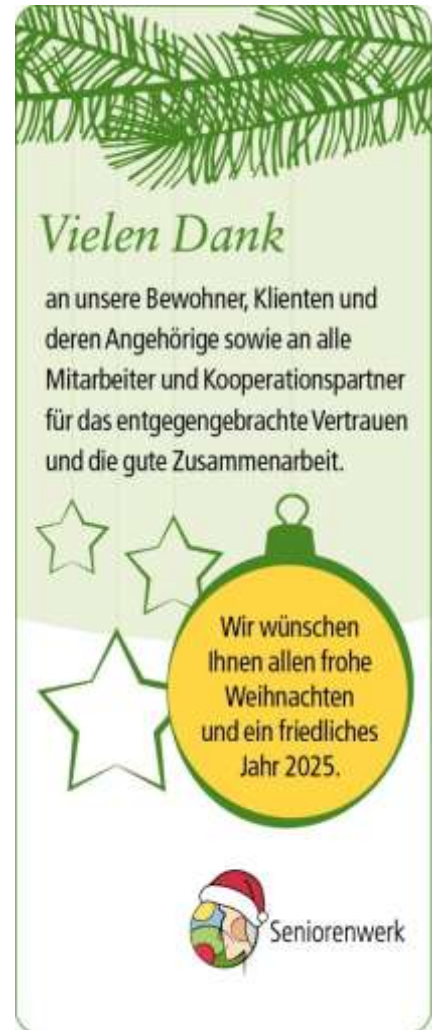 Vielen Dank
an unsere Bewohner, Klienten und
deren Angehörige sowie an alle
Mitarbeiter und Kooperationspartner
für das entgegengebrachte Vertrauen
und die gute Zusammenarbeit.
Wir wünschen
Ihnen allen frohe
Weihnachten
und ein friedliches
Jahr 2025.
Seniorenwerk